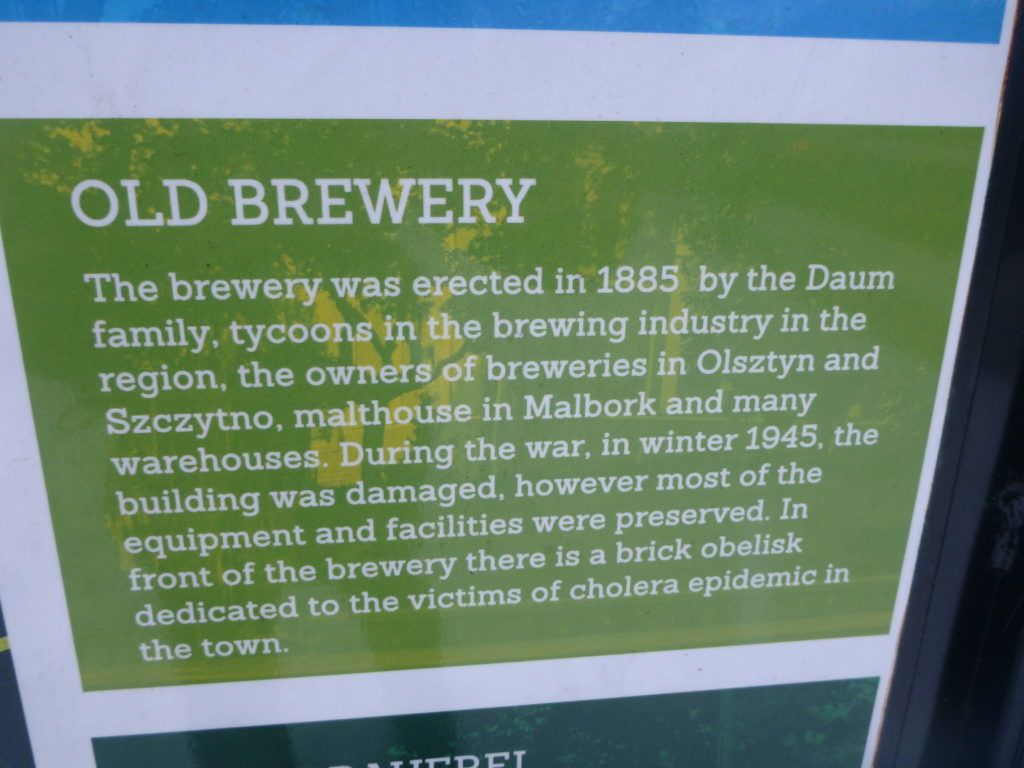 OLD BREWERY
The brewery was erected in 1885 by the Daum
family, tycoons in the brewing industry in the
region, the owners of breweries in Olsztyn and
Szczytno, malthouse in Malbork and many
warehouses. During the war, in winter 1945, the
building was damaged, however most of the
equipment and facilities were preserved. In
front of the brewery there is a brick obelisk
dedicated to the victims of cholera epidemic in
the town.